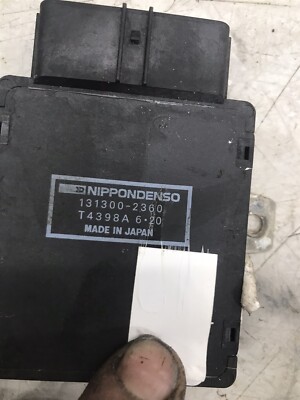 NIPPONDENSO
131300-2360
T4398A 6·20
MADE IN JAPAN